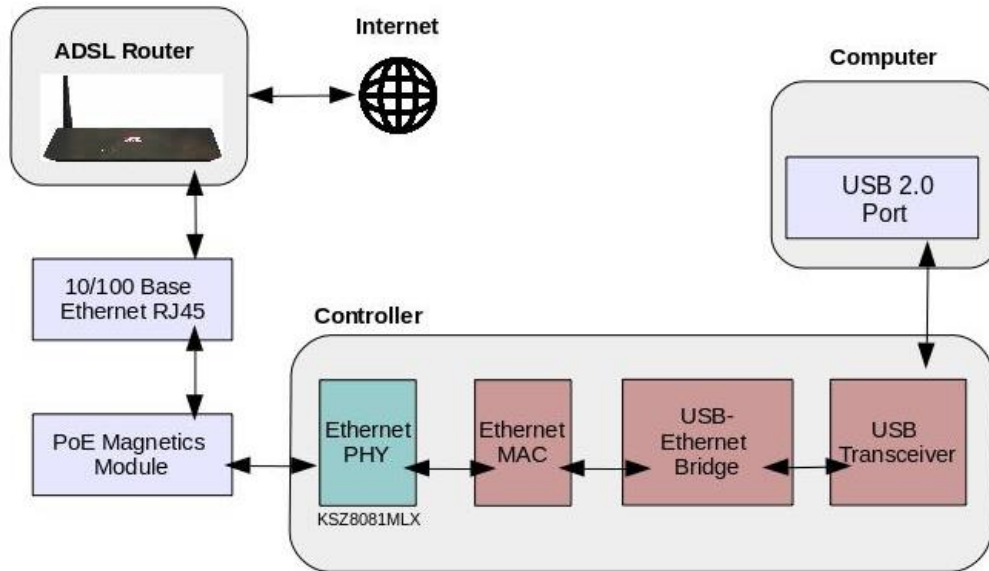 ADSL Router
Internet
Computer
USB 2.0
Port
10/100 Base
Ethernet RJ45
Controller
PoE Magnetics
Module
Ethernet
PHY
KSZ8081MLX
Ethernet
MAC
USB-
Ethernet
Bridge
USB
Transceiver